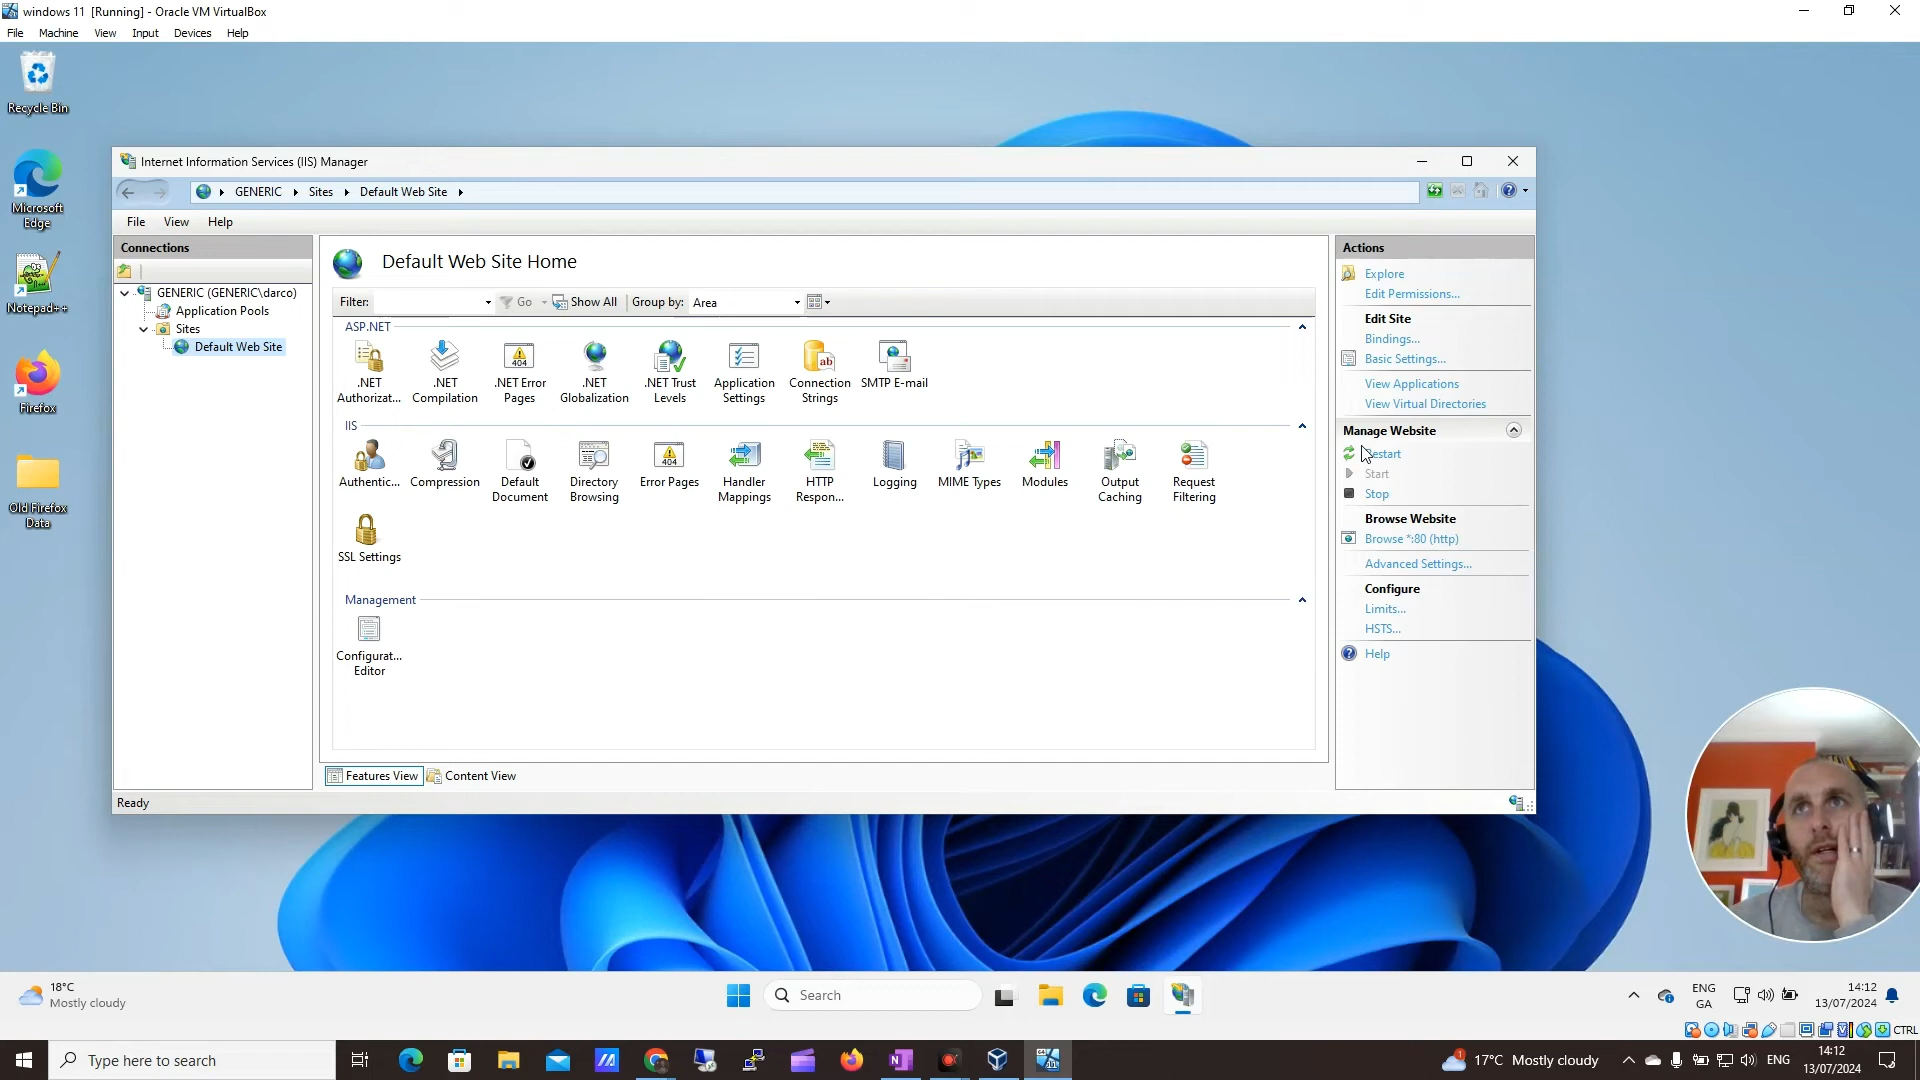 windows 11 [Running] - Oracle VM VirtualBox
File Machine View Input Devices Help
Recycle Bin
Microsoft
Edge
Notepad++
Firefox
Old Firefox
Data
Internet Information Services (IIS) Manager
GENERIC Sites Default Web Site
File View Help
Connections
GENERIC (GENERIC\darco)
Application Pools
Sites
Default Web Site
Default Web Site Home
Filter: Go Show All Group by: Area
ASP.NET
.NET
Authorizat...
.NET
Compilation
.NET Error
Pages
.NET
Globalization
.NET Trust
Levels
Application
Settings
Connection
Strings
SMTP E-mail
IIS
Authentic...
Compression
Default
Document
Directory
Browsing
Error Pages
Handler
Mappings
HTTP
Respon...
Logging
MIME Types
Modules
Output
Caching
Request
Filtering
SSL Settings
Management
Configurat...
Editor
Features View Content View
Ready
Actions
Explore
Edit Permissions...
Edit Site
Bindings...
Basic Settings...
View Applications
View Virtual Directories
Manage Website
Start
Stop
Browse Website
Browse *:80 (http)
Advanced Settings...
Configure
Limits...
HSTS...
Help
18°C
Mostly cloudy
Search
ENG
GA
14:12
13/07/2024
CTRL
Type here to search
17°C Mostly cloudy
ENG
14:12
13/07/2024